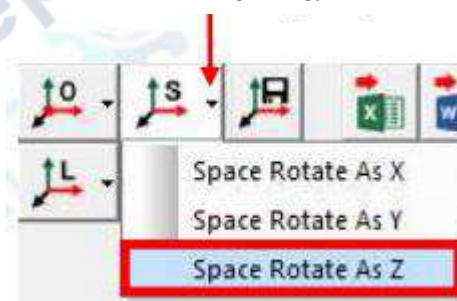 O S
X W
L
Space Rotate As X
Space Rotate As Y
Space Rotate As Z